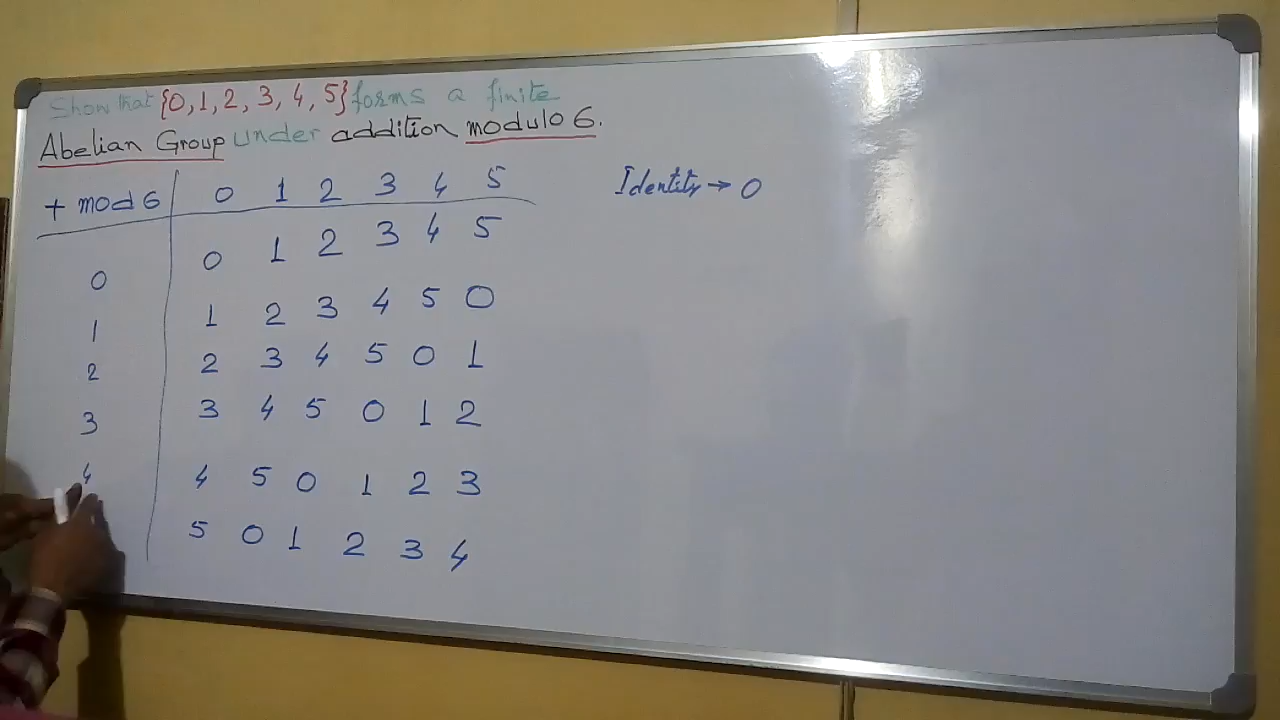 Show that {0, 1, 2, 3, 4, 5} forms a finite
Abelian Group under addition modulo 6.
+ mod 6 0 1 2 3 4 5
Identity → 0
0 0 1 2 3 4 5
1 1 2 3 4 5 0
2 2 3 4 5 0 1
3 3 4 5 0 1 2
4 4 5 0 1 2 3
5 0 1 2 3 4